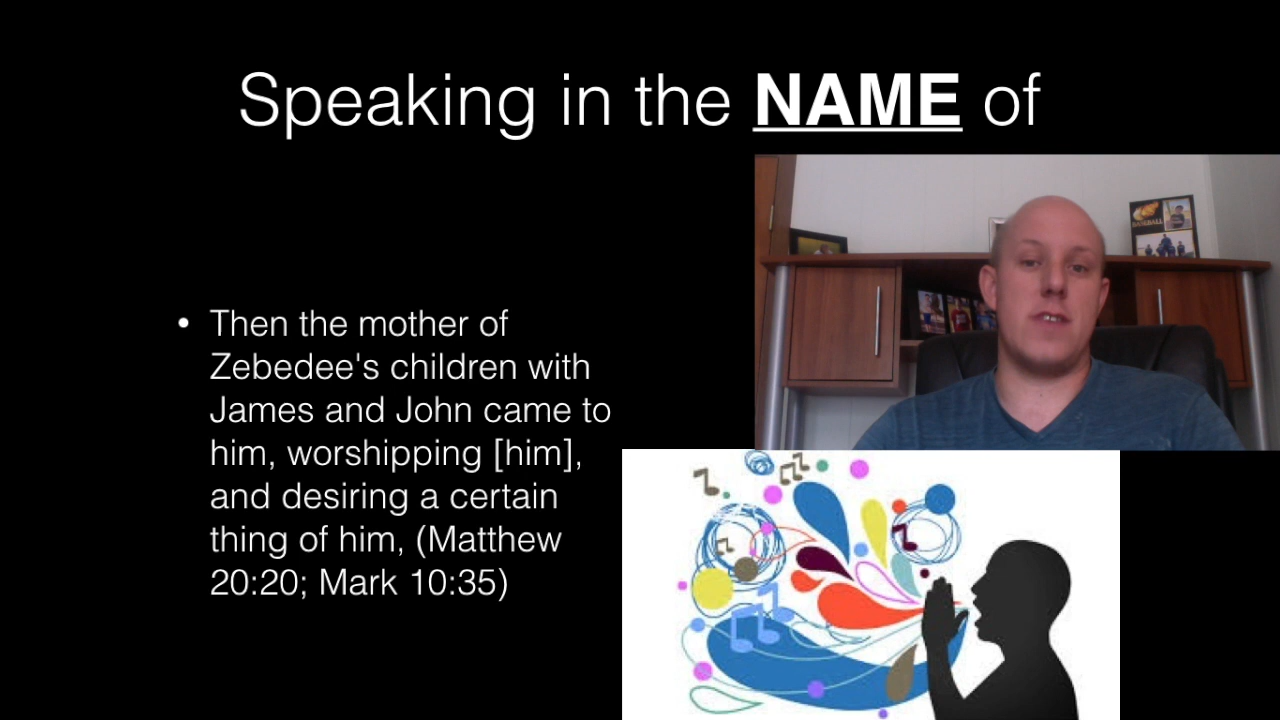 Speaking in the NAME of
• Then the mother of
Zebedee's children with
James and John came to
him, worshipping [him],
and desiring a certain
thing of him, (Matthew
20:20; Mark 10:35)